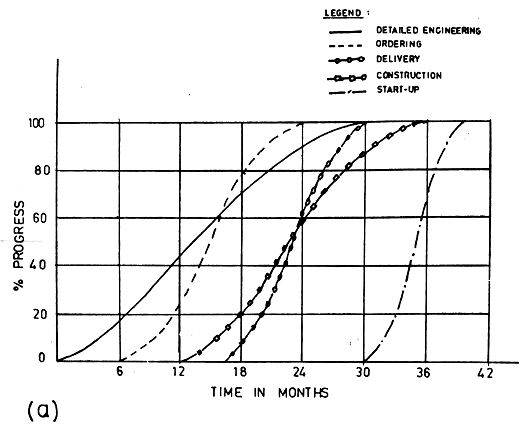 LEGEND :
DETAILED ENGINEERING
ORDERING
DELIVERY
CONSTRUCTION
START-UP
100
80
60
40
20
0
% PROGRESS
6 12 18 24 30 36 42
TIME IN MONTHS
(a)